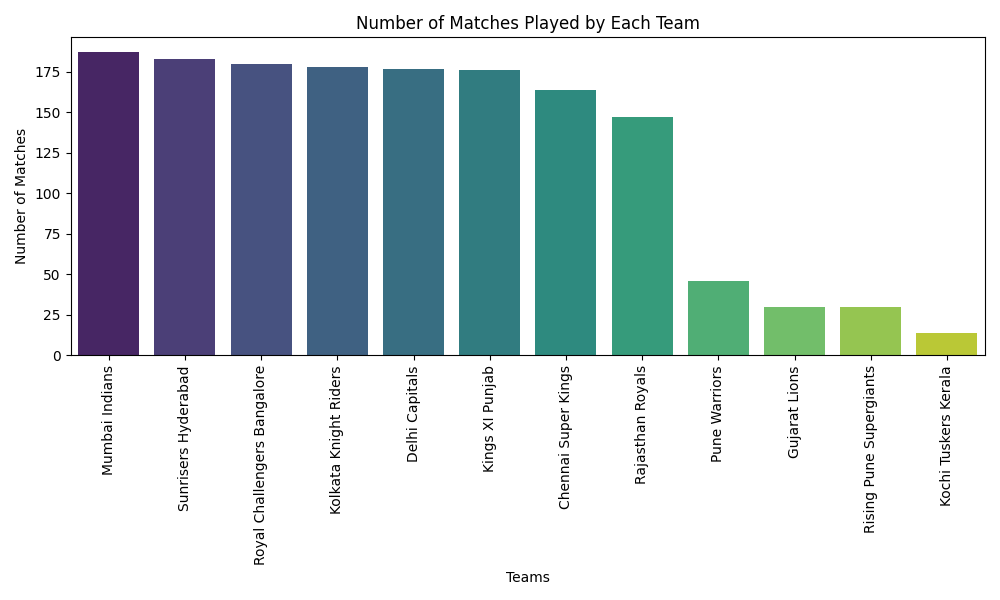 Number of Matches Played by Each Team
Number of Matches
175
150
125
100
75
50
25
0
Mumbai Indians
Sunrisers Hyderabad
Royal Challengers Bangalore
Kolkata Knight Riders
Delhi Capitals
Kings XI Punjab
Chennai Super Kings
Rajasthan Royals
Pune Warriors
Gujarat Lions
Rising Pune Supergiants
Kochi Tuskers Kerala
Teams